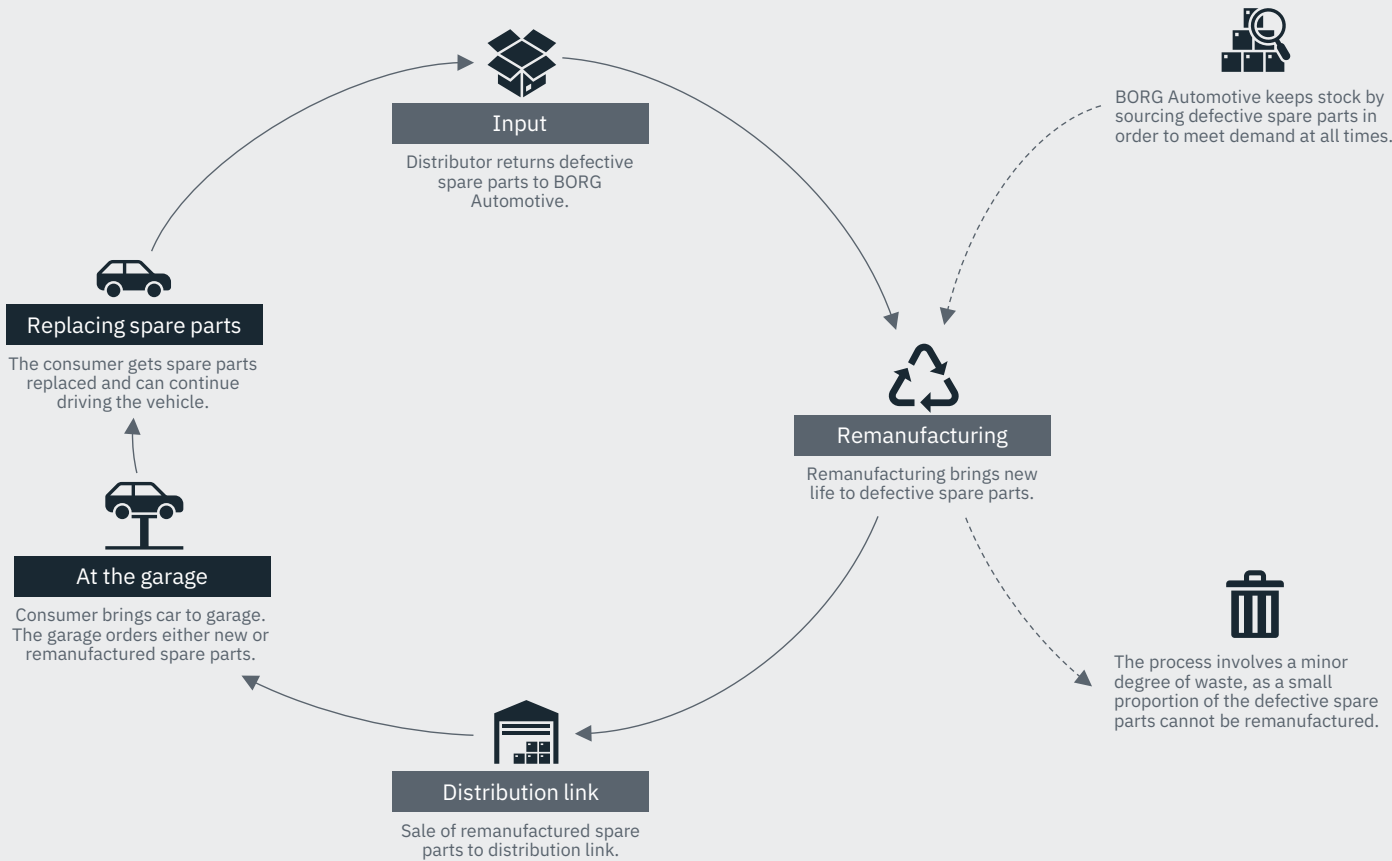 Input
Distributor returns defective
spare parts to BORG
Automotive.
BORG Automotive keeps stock by
sourcing defective spare parts in
order to meet demand at all times.
Remanufacturing
Remanufacturing brings new
life to defective spare parts.
The process involves a minor
degree of waste, as a small
proportion of the defective spare
parts cannot be remanufactured.
Distribution link
Sale of remanufactured spare
parts to distribution link.
At the garage
Consumer brings car to garage.
The garage orders either new or
remanufactured spare parts.
Replacing spare parts
The consumer gets spare parts
replaced and can continue
driving the vehicle.